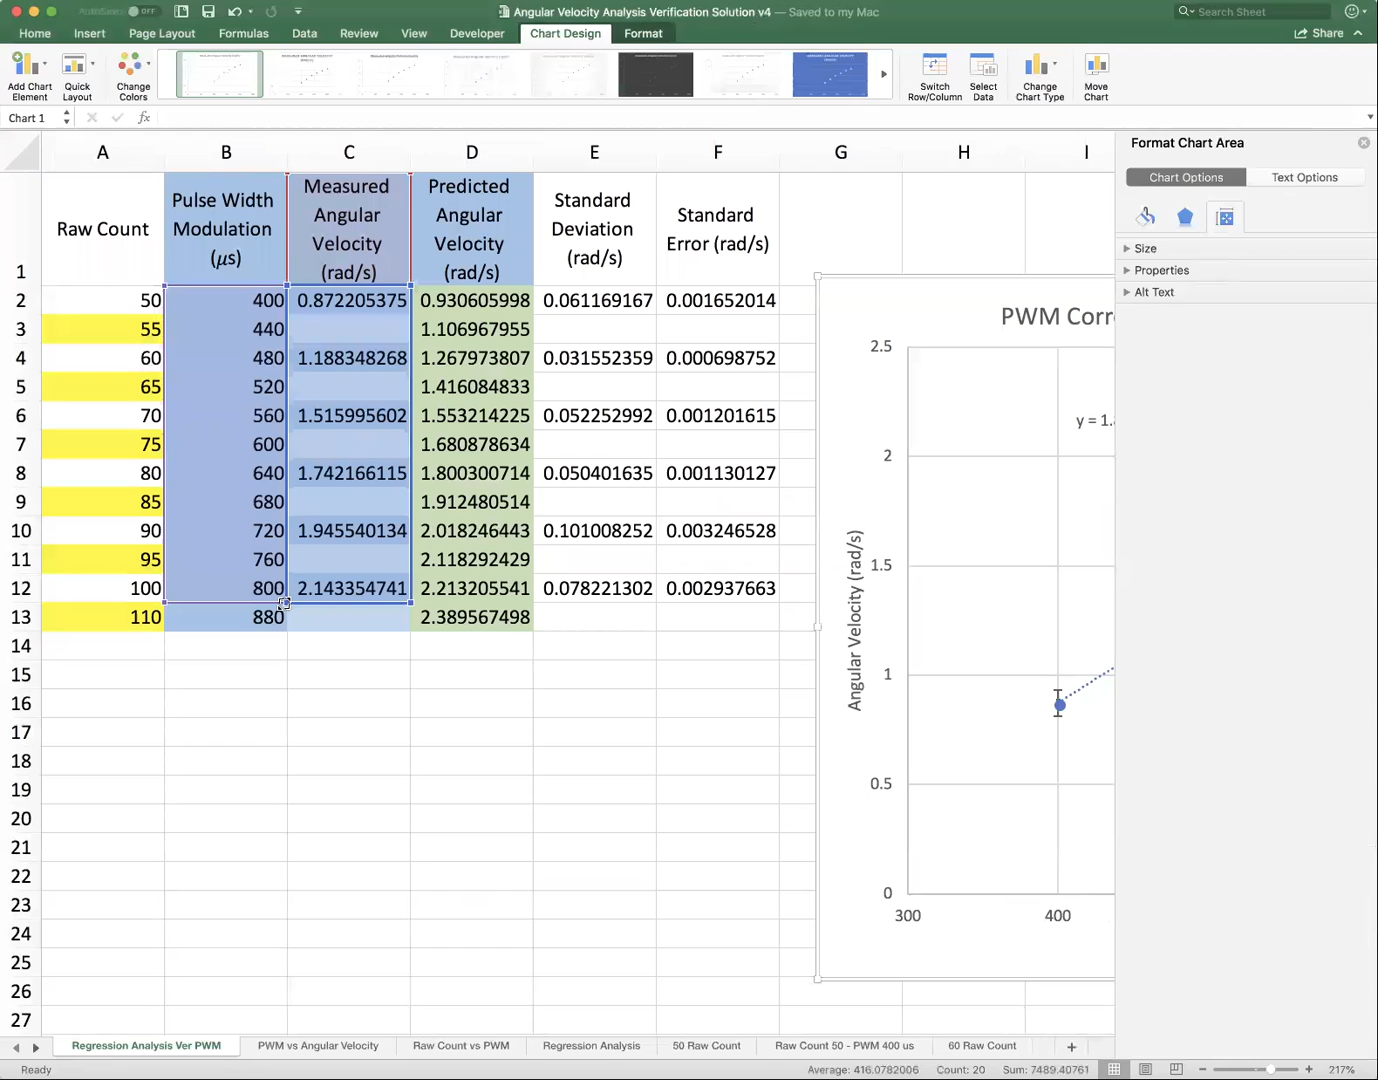 AutoSave OFF
Angular Velocity Analysis Verification Solution v4 — Saved to my Mac
Search Sheet
Home Insert Page Layout Formulas Data Review View Developer Chart Design Format
Share
Add Chart Element
Quick Layout
Change Colors
Switch Row/Column
Select Data
Change Chart Type
Move Chart
Chart 1
fx
Format Chart Area
Chart Options Text Options
Size
Properties
Alt Text
A B C D E F G H I
1 Raw Count
Pulse Width Modulation (μs)
Measured Angular Velocity (rad/s)
Predicted Angular Velocity (rad/s)
Standard Deviation (rad/s)
Standard Error (rad/s)
2 50 400 0.872205375 0.930605998 0.061169167 0.001652014
3 55 440 1.106967955
4 60 480 1.188348268 1.267973807 0.031552359 0.000698752
5 65 520 1.416084833
6 70 560 1.515995602 1.553214225 0.052252992 0.001201615
7 75 600 1.680878634
8 80 640 1.742166115 1.800300714 0.050401635 0.001130127
9 85 680 1.912480514
10 90 720 1.945540134 2.018246443 0.101008252 0.003246528
11 95 760 2.118292429
12 100 800 2.143354741 2.213205541 0.078221302 0.002937663
13 110 880 2.389567498
14
15
16
17
18
19
20
21
22
23
24
25
26
27
PWM Corr
2.5
y = 1.
2
1.5
Angular Velocity (rad/s)
1
0.5
0
300 400
Regression Analysis Ver PWM
PWM vs Angular Velocity
Raw Count vs PWM
Regression Analysis
50 Raw Count
Raw Count 50 - PWM 400 us
60 Raw Count
+
Ready
Average: 416.0782006 Count: 20 Sum: 7489.40761
217%